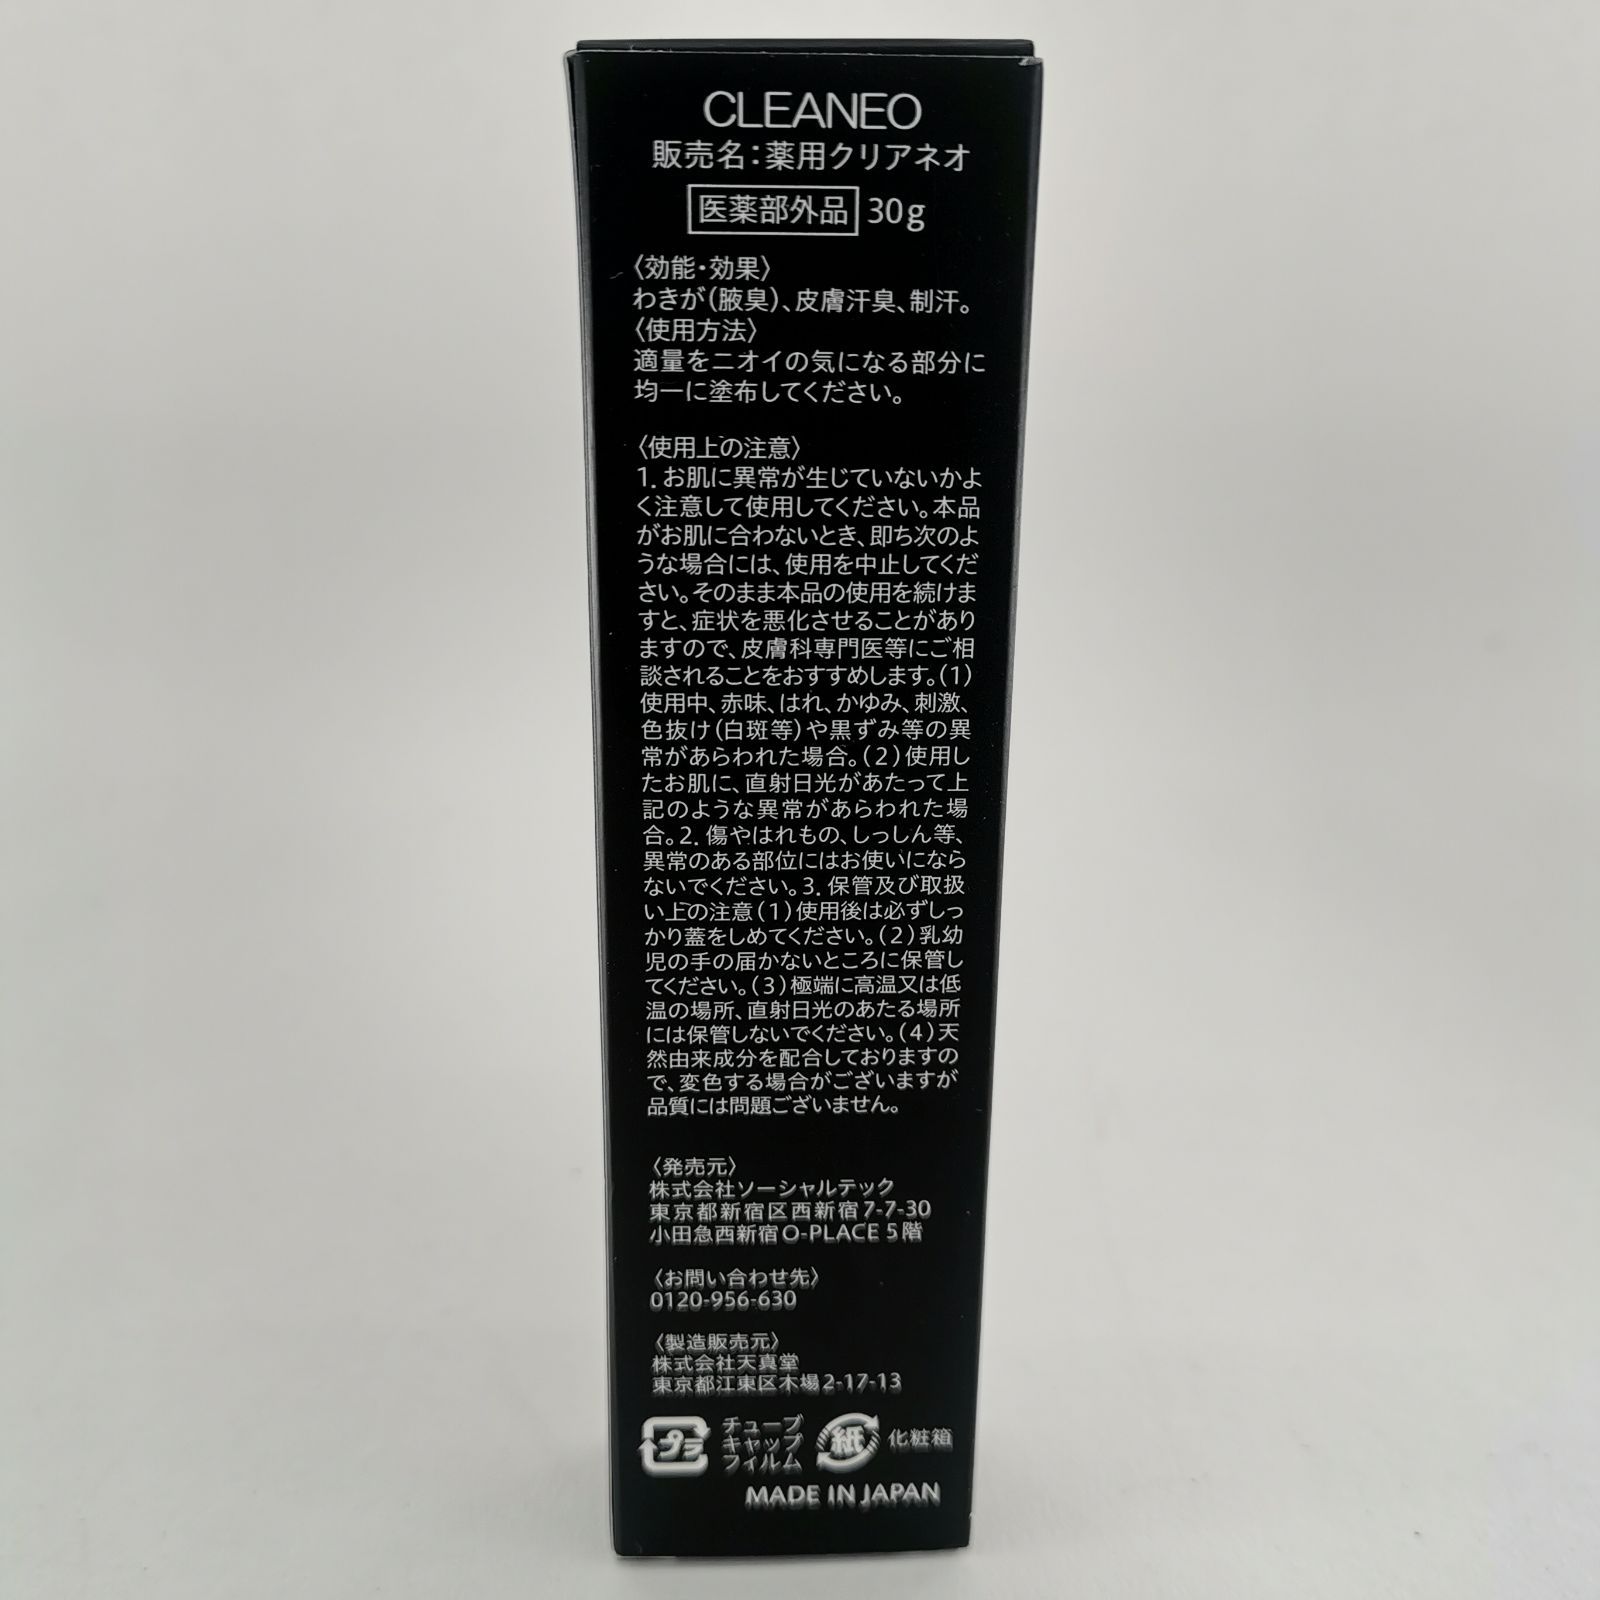 CLEANEO
販売名:薬用クリアネオ
医薬部外品 30g
〈効能・効果〉
わきが(腋臭)、皮膚汗臭、制汗。
〈使用方法〉
適量をニオイの気になる部分に
均一に塗布してください。
〈使用上の注意〉
1. お肌に異常が生じていないかよ
く注意して使用してください。本品
がお肌に合わないとき、即ち次のよ
うな場合には、使用を中止してくだ
さい。そのまま本品の使用を続けま
すと、症状を悪化させることがあり
ますので、皮膚科専門医等にご相
談されることをおすすめします。(1)
使用中、赤味、はれ、かゆみ、刺激、
色抜け(白斑等)や黒ずみ等の異
常があらわれた場合。(2)使用し
たお肌に、直射日光があたって上
記のような異常があらわれた場
合。2. 傷やはれもの、しっしん等、
異常のある部位にはお使いになら
ないでください。3. 保管及び取扱
い上の注意(1)使用後は必ずしっ
かり蓋をしめてください。(2)乳幼
児の手の届かないところに保管し
てください。(3)極端に高温又は低
温の場所、直射日光のあたる場所
には保管しないでください。(4)天
然由来成分を配合しておりますの
で、変色する場合がございますが
品質には問題ございません。
〈発売元〉
株式会社ソーシャルテック
東京都新宿区西新宿7-7-30
小田急西新宿O-PLACE 5階
〈お問い合わせ先〉
0120-956-630
〈製造販売元〉
株式会社天真堂
東京都江東区木場2-17-13
プラ チューブ
キャップ
フィルム
紙 化粧箱
MADE IN JAPAN